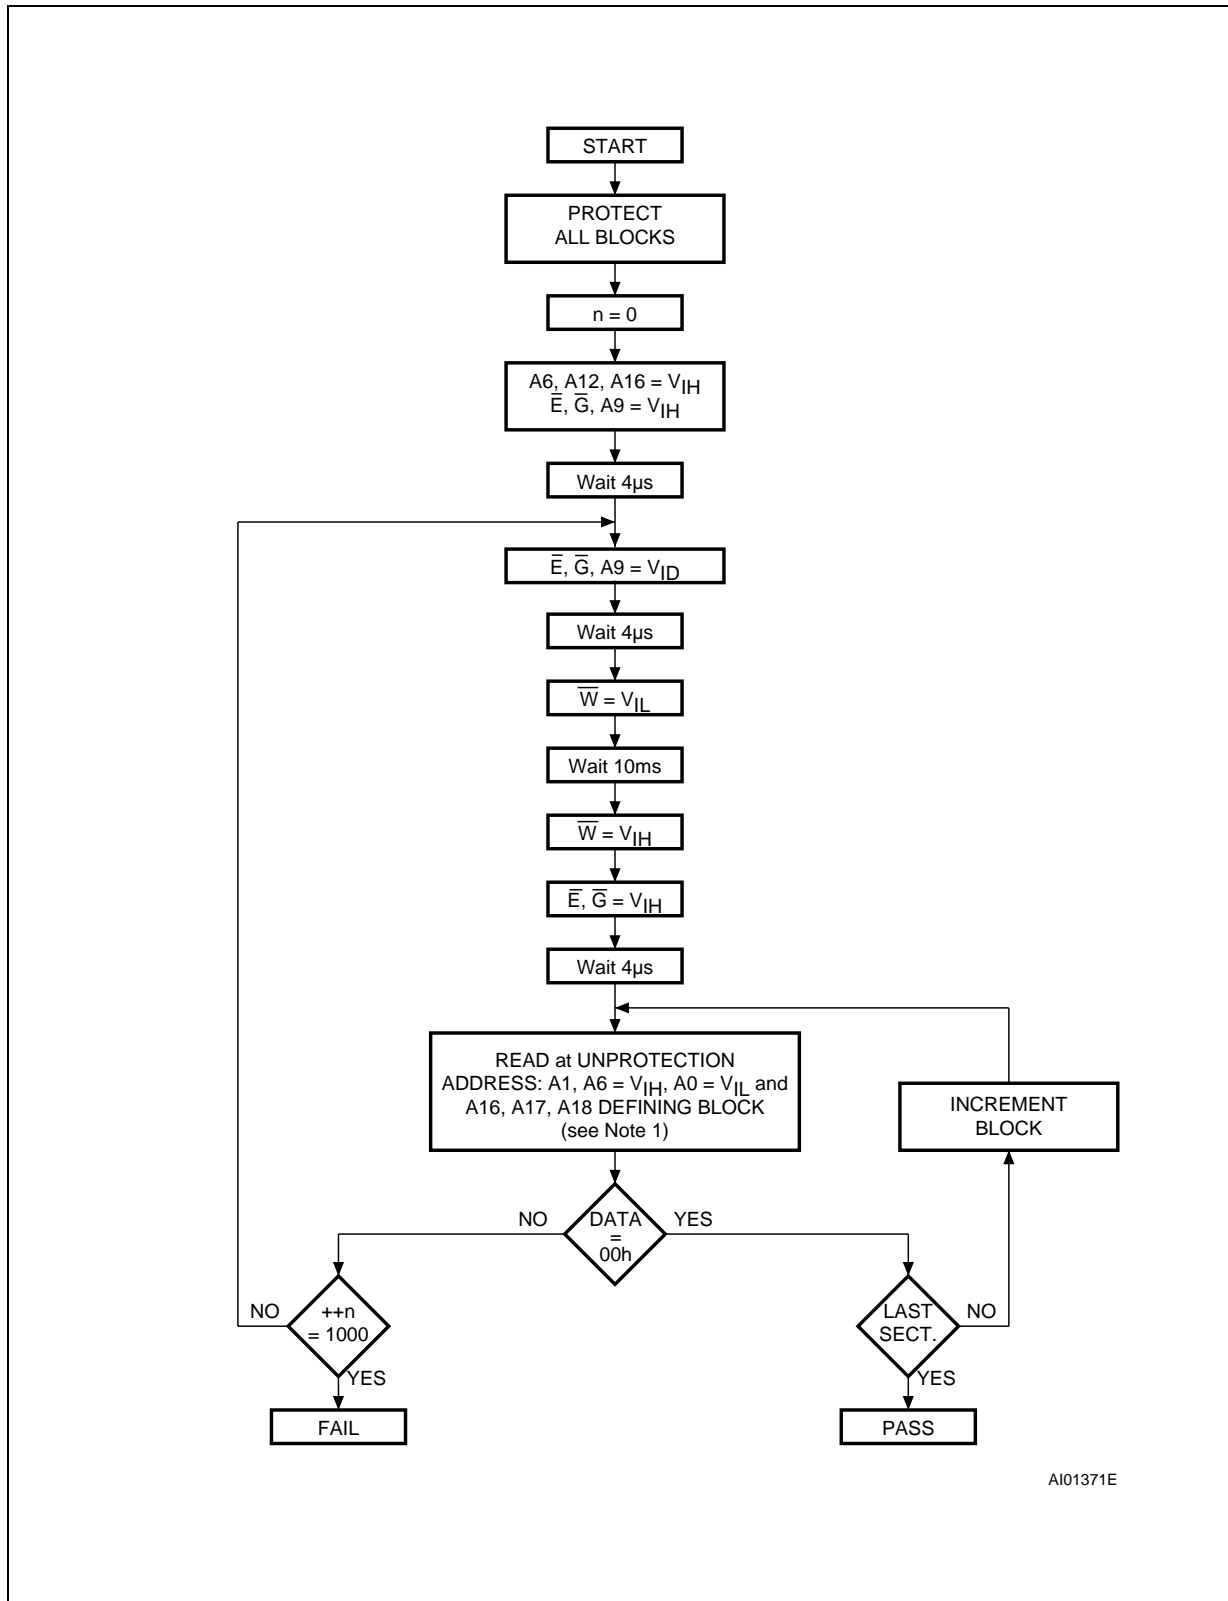 START
PROTECT
ALL BLOCKS
n = 0
A6, A12, A16 = VIH
E̅, G̅, A9 = VIH
Wait 4µs
E̅, G̅, A9 = VID
Wait 4µs
W̅ = VIL
Wait 10ms
W̅ = VIH
E̅, G̅ = VIH
Wait 4µs
READ at UNPROTECTION
ADDRESS: A1, A6 = VIH, A0 = VIL and
A16, A17, A18 DEFINING BLOCK
(see Note 1)
INCREMENT
BLOCK
NO
DATA
=
00h
YES
NO
++n
= 1000
YES
FAIL
LAST
SECT.
NO
YES
PASS
AI01371E